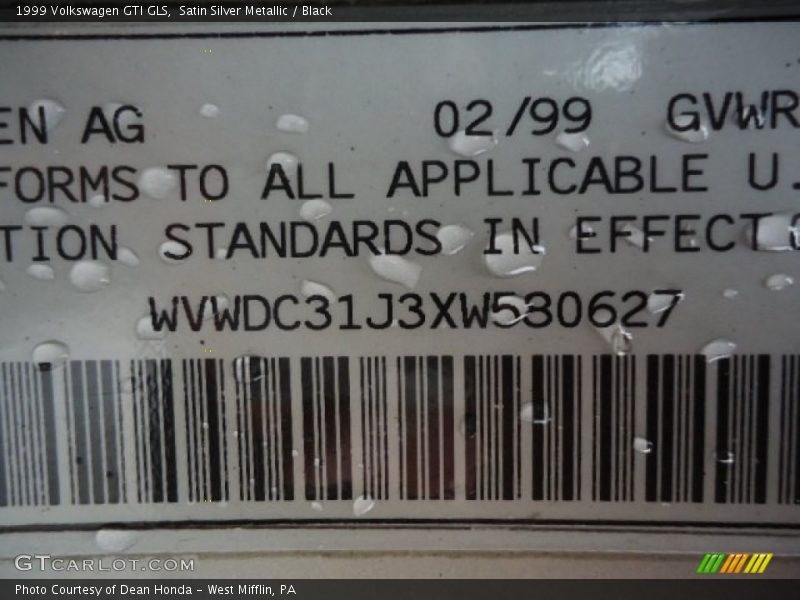 1999 Volkswagen GTI GLS, Satin Silver Metallic / Black
EN AG 02/99 GVWR
FORMS TO ALL APPLICABLE U.
TION STANDARDS IN EFFECT
WVWDC31J3XW580627
GTCARLOT.COM
Photo Courtesy of Dean Honda - West Mifflin, PA